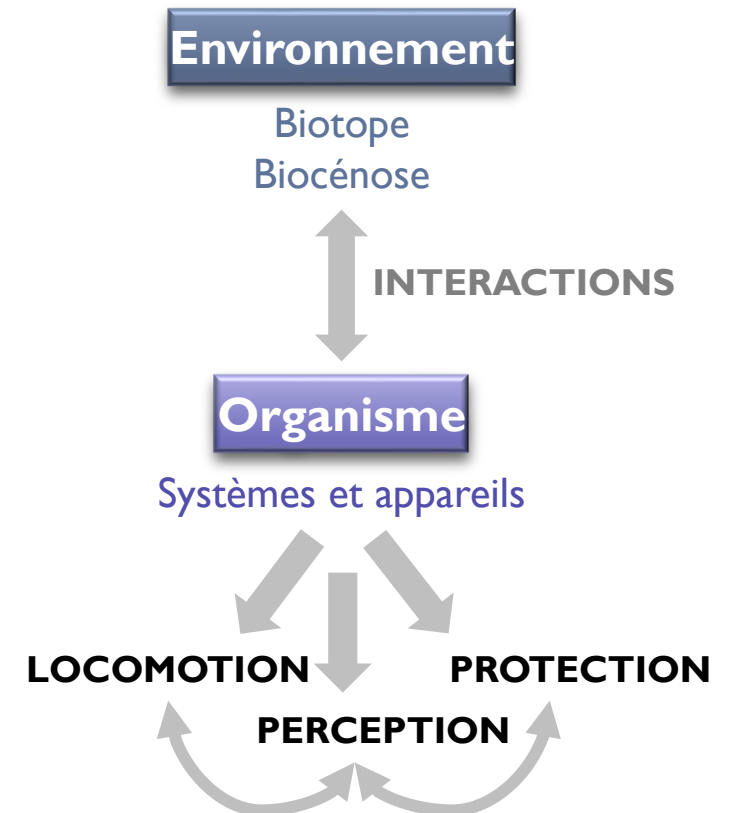 Environnement
Biotope
Biocénose
INTERACTIONS
Organisme
Systèmes et appareils
LOCOMOTION PROTECTION
PERCEPTION